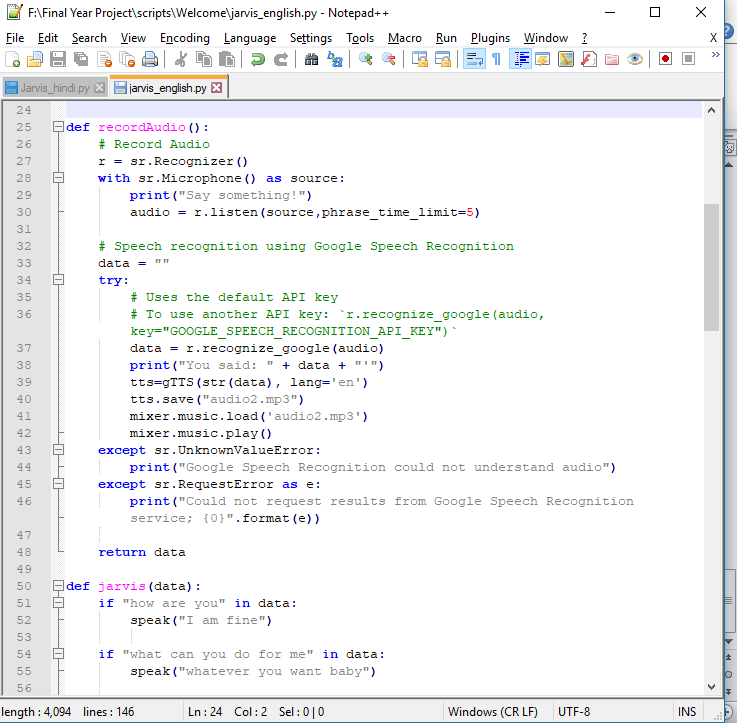 F:\Final Year Project\scripts\Welcome\jarvis_english.py - Notepad++
File Edit Search View Encoding Language Settings Tools Macro Run Plugins Window ? X
Jarvis_hindi.py jarvis_english.py
24
25 def recordAudio():
26 # Record Audio
27 r = sr.Recognizer()
28 with sr.Microphone() as source:
29 print("Say something!")
30 audio = r.listen(source,phrase_time_limit=5)
31
32 # Speech recognition using Google Speech Recognition
33 data = ""
34 try:
35 # Uses the default API key
36 # To use another API key: `r.recognize_google(audio,
key="GOOGLE_SPEECH_RECOGNITION_API_KEY")`
37 data = r.recognize_google(audio)
38 print("You said: " + data + "'")
39 tts=gTTS(str(data), lang='en')
40 tts.save("audio2.mp3")
41 mixer.music.load('audio2.mp3')
42 mixer.music.play()
43 except sr.UnknownValueError:
44 print("Google Speech Recognition could not understand audio")
45 except sr.RequestError as e:
46 print("Could not request results from Google Speech Recognition
service; {0}".format(e))
47
48 return data
49
50 def jarvis(data):
51 if "how are you" in data:
52 speak("I am fine")
53
54 if "what can you do for me" in data:
55 speak("whatever you want baby")
56
length : 4,094 lines : 146 Ln : 24 Col : 2 Sel : 0 | 0 Windows (CR LF) UTF-8 INS